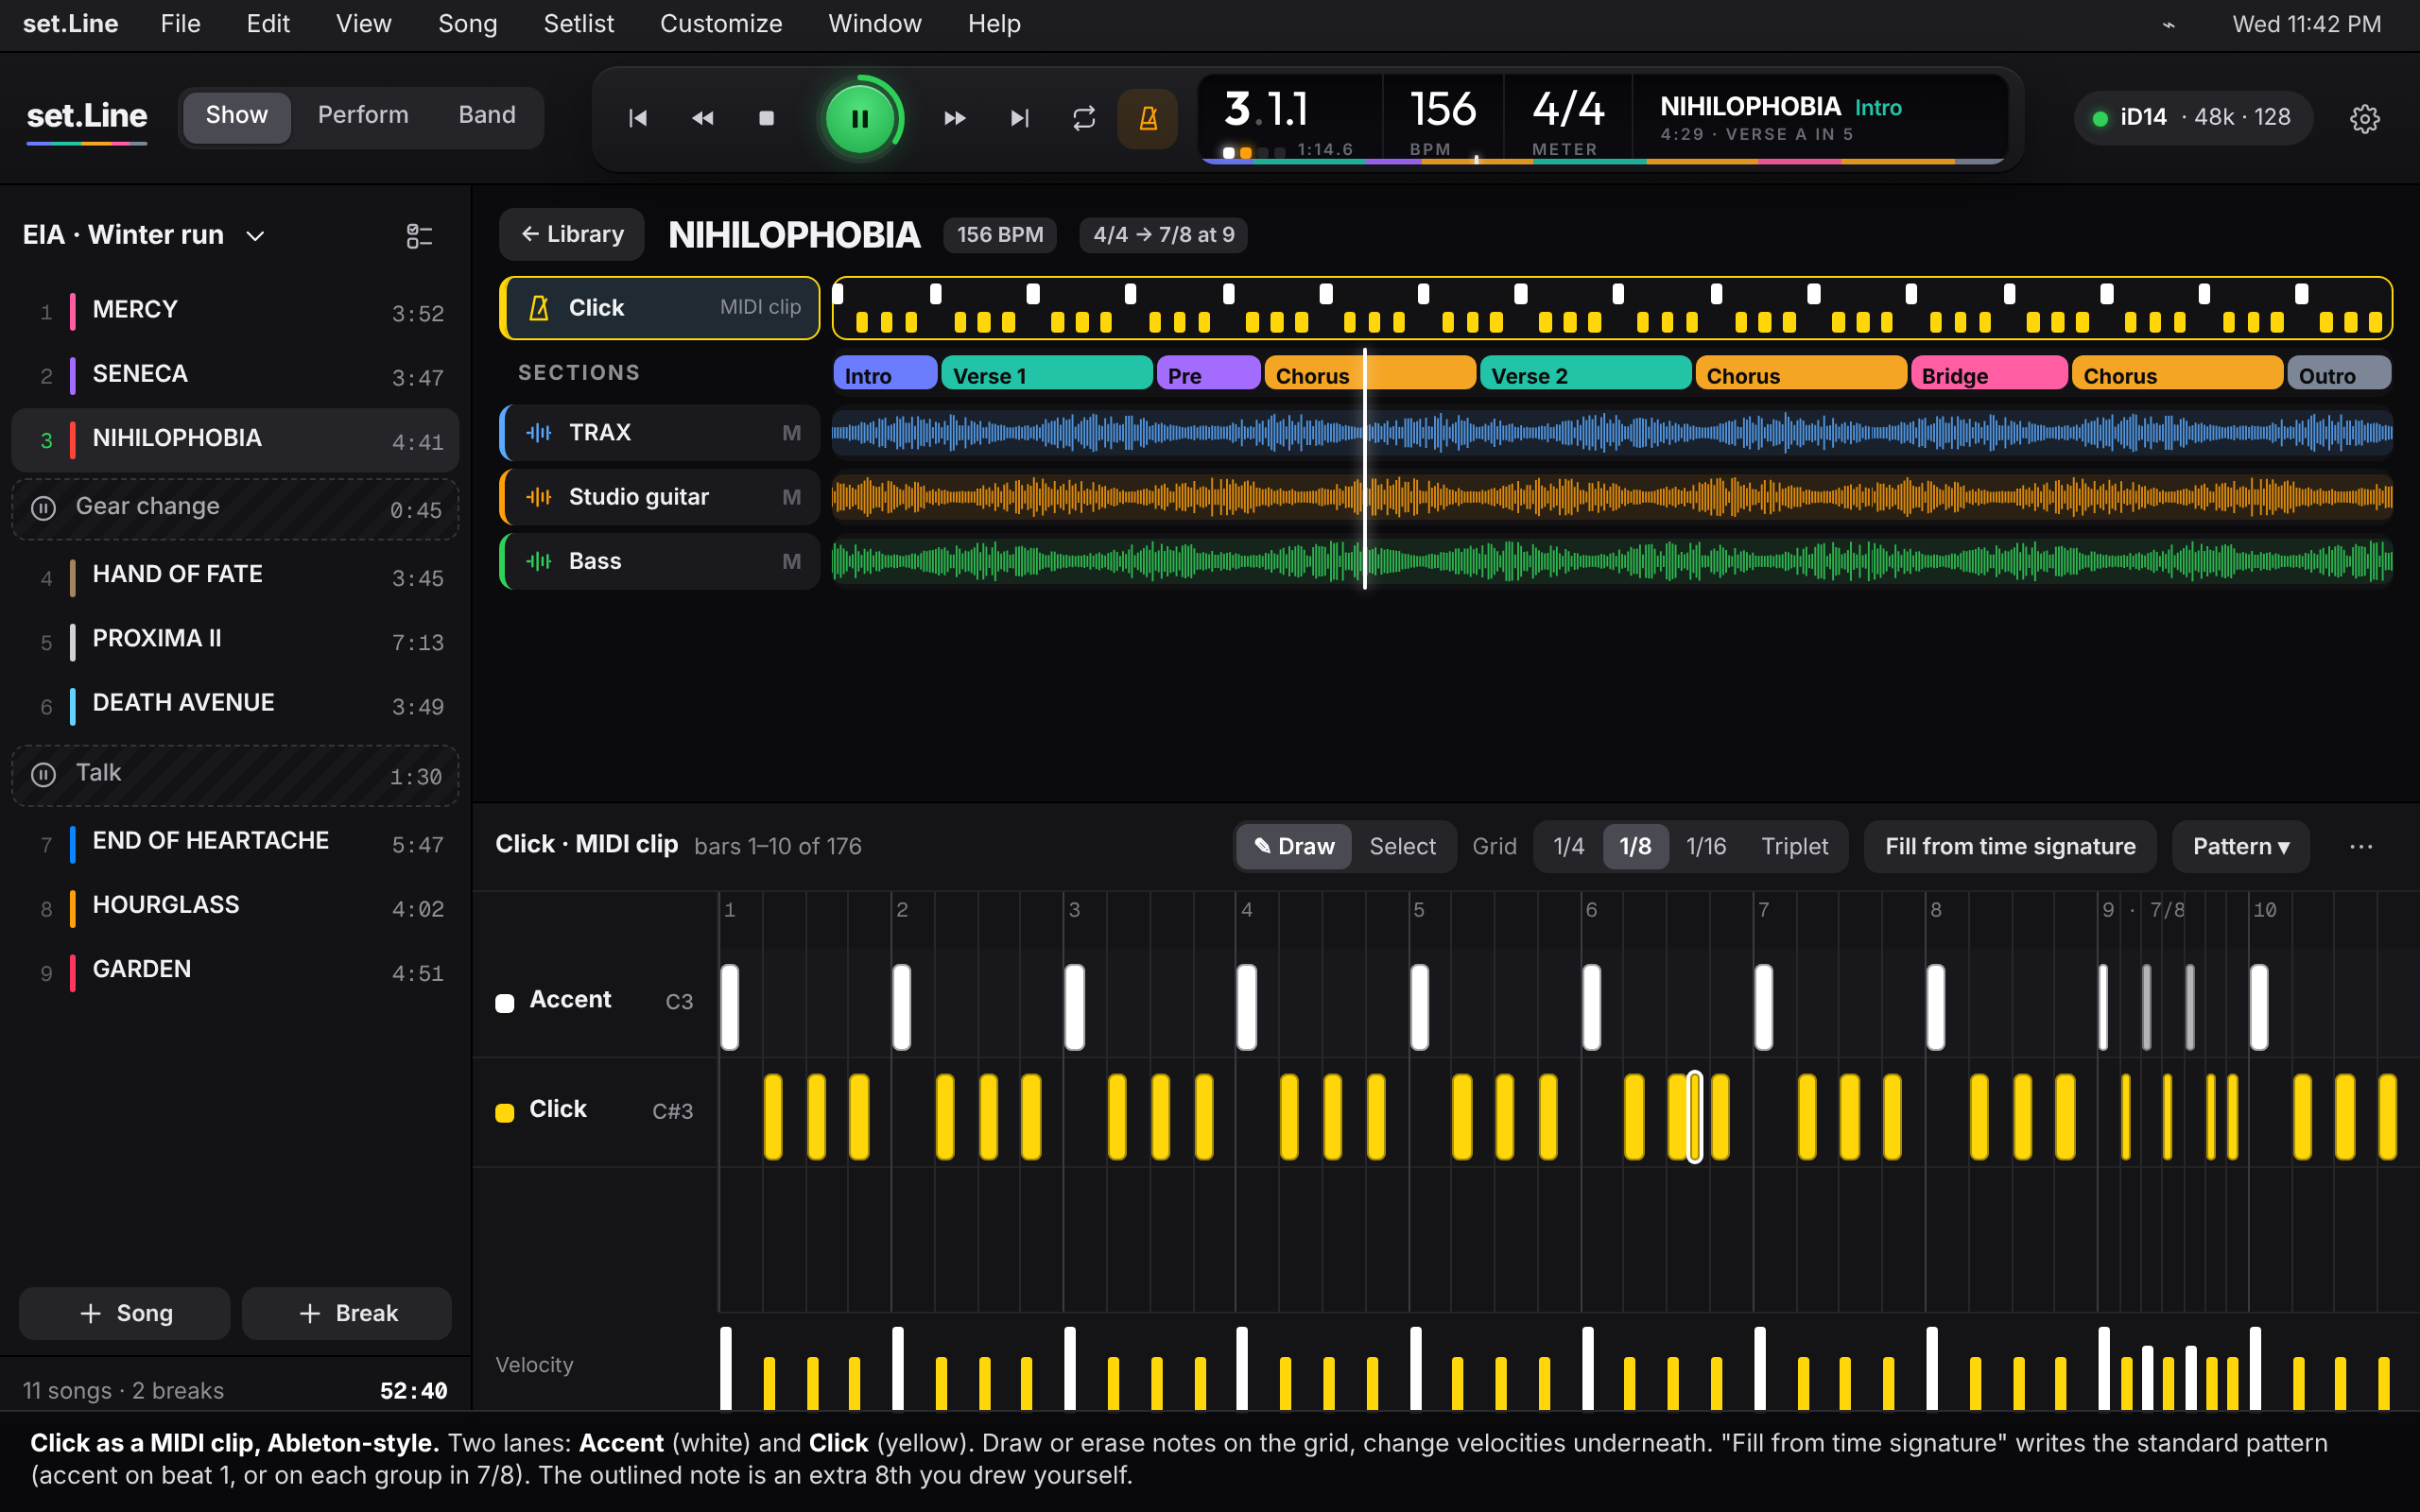 set.Line File Edit View Song Setlist Customize Window Help Wed 11:42 PM
set.Line Show Perform Band
3.1.1 156 4/4 NIHILOPHOBIA Intro
4:29 · VERSE A IN 5
1:14.6 BPM METER
iD14 · 48k · 128
EIA · Winter run
1 MERCY 3:52
2 SENECA 3:47
3 NIHILOPHOBIA 4:41
Gear change 0:45
4 HAND OF FATE 3:45
5 PROXIMA II 7:13
6 DEATH AVENUE 3:49
Talk 1:30
7 END OF HEARTACHE 5:47
8 HOURGLASS 4:02
9 GARDEN 4:51
+ Song + Break
11 songs · 2 breaks 52:40
← Library NIHILOPHOBIA 156 BPM 4/4 → 7/8 at 9
Click MIDI clip
SECTIONS Intro Verse 1 Pre Chorus Verse 2 Chorus Bridge Chorus Outro
TRAX M
Studio guitar M
Bass M
Click · MIDI clip bars 1–10 of 176 ✎ Draw Select Grid 1/4 1/8 1/16 Triplet Fill from time signature Pattern ▾ ···
1 2 3 4 5 6 7 8 9 · 7/8 10
Accent C3
Click C#3
Velocity
Click as a MIDI clip, Ableton-style. Two lanes: Accent (white) and Click (yellow). Draw or erase notes on the grid, change velocities underneath. "Fill from time signature" writes the standard pattern
(accent on beat 1, or on each group in 7/8). The outlined note is an extra 8th you drew yourself.